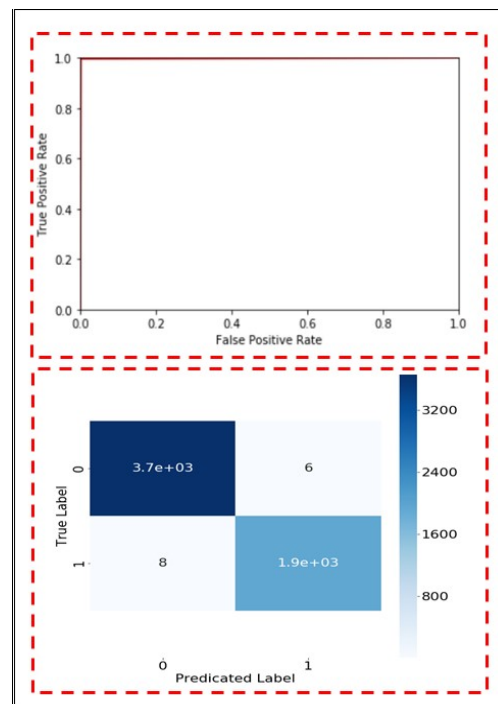 1.0
0.8
0.6
0.4
0.2
0.0
True Positive Rate
0.0 0.2 0.4 0.6 0.8 1.0
False Positive Rate
3200
2400
1600
800
True Label
0
1
3.7e+03 6
8 1.9e+03
0 1
Predicated Label